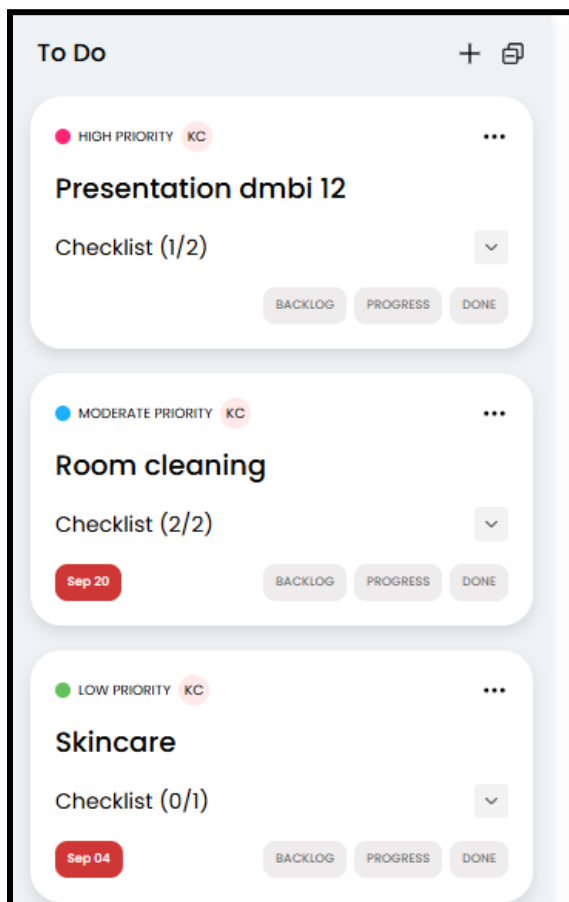 To Do
HIGH PRIORITY KC
Presentation dmbi 12
Checklist (1/2)
BACKLOG PROGRESS DONE
MODERATE PRIORITY KC
Room cleaning
Checklist (2/2)
Sep 20 BACKLOG PROGRESS DONE
LOW PRIORITY KC
Skincare
Checklist (0/1)
Sep 04 BACKLOG PROGRESS DONE